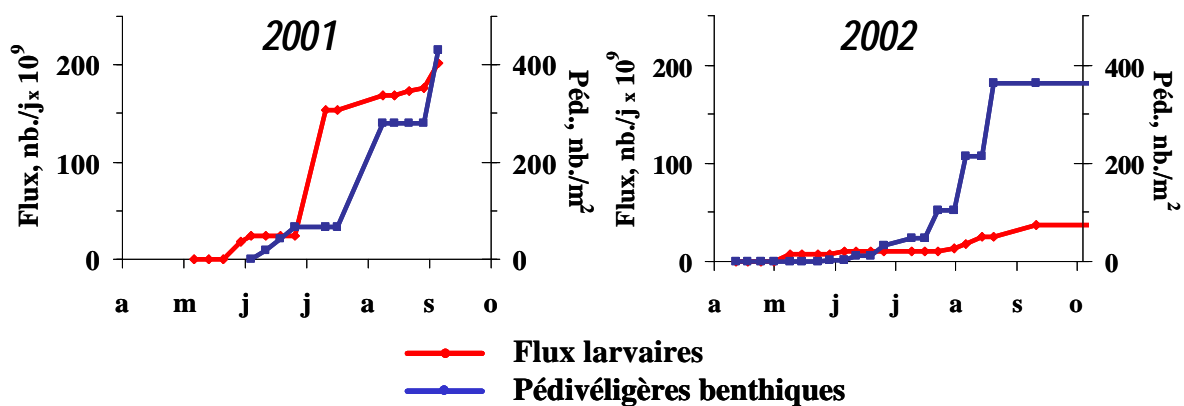 2001
Flux, nb./j x 10⁹
200
100
0
400
200
0
Péd., nb./m²
a m j j a s o
2002
Flux, nb./j x 10⁹
200
100
0
400
200
0
Péd., nb./m²
a m j j a s o
Flux larvaires
Pédivéligères benthiques